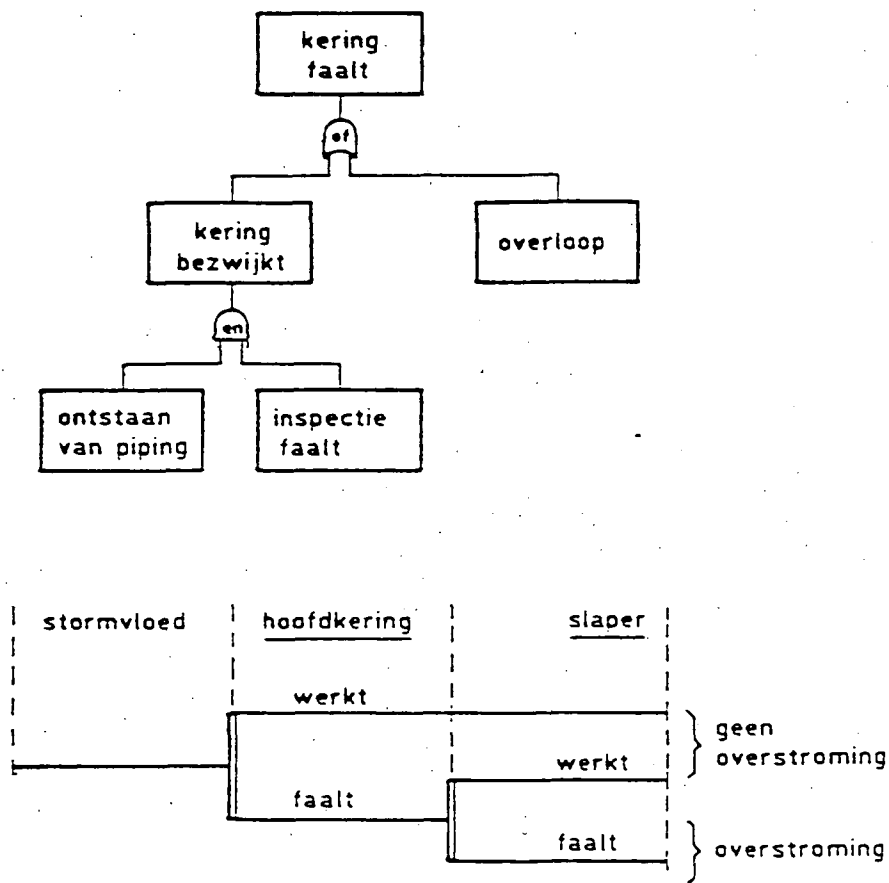 kering
faalt
of
kering
bezwijkt
overloop
en
ontstaan
van piping
inspectie
faalt
stormvloed
hoofdkering
slaper
werkt
geen
overstroming
werkt
faalt
faalt
overstroming